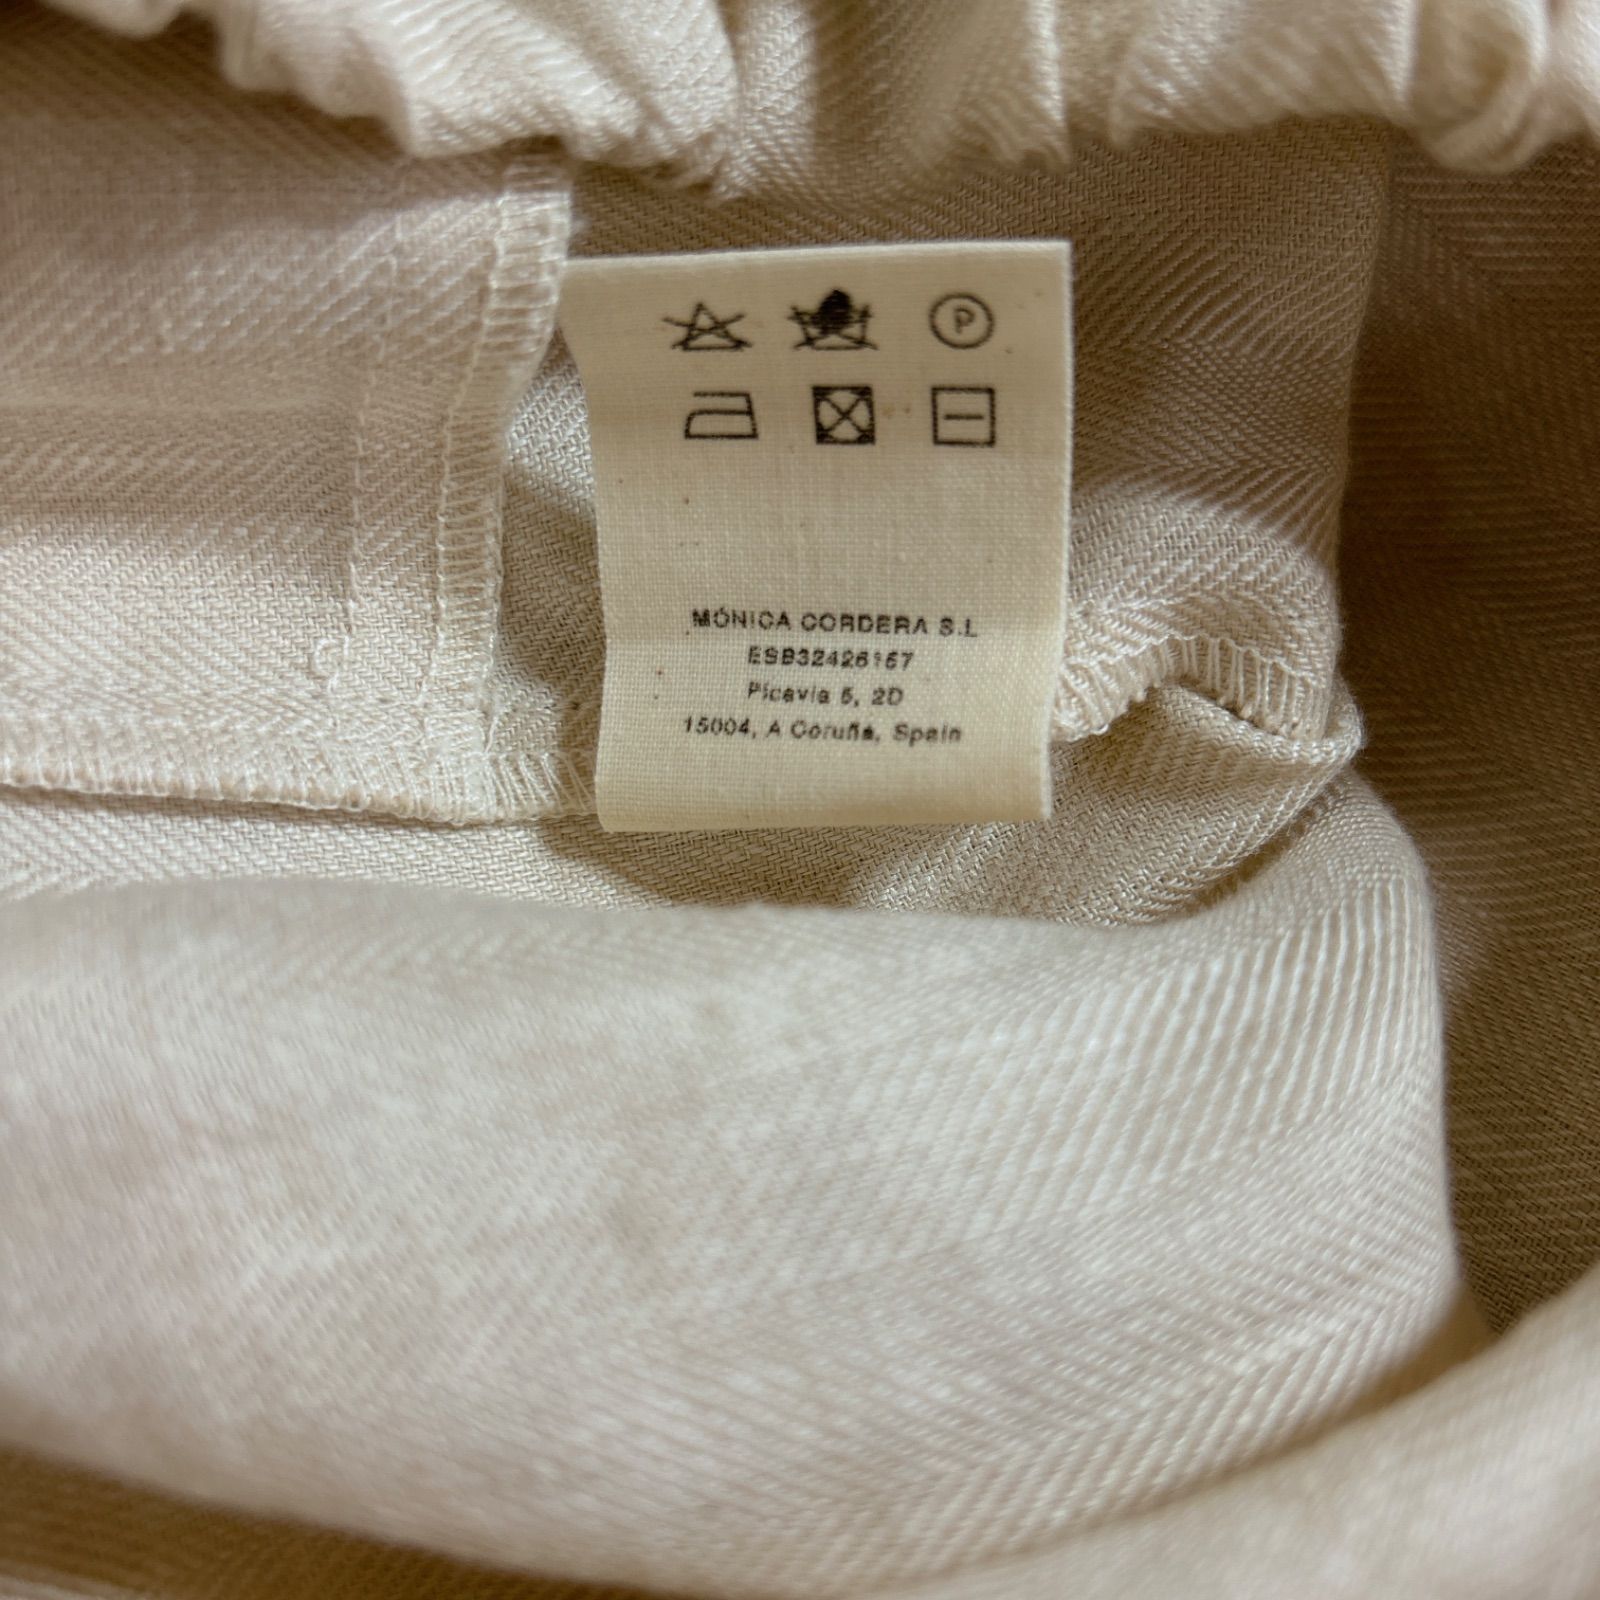 P
MÓNICA CORDERA S.L
ESB32426157
Picavia 5, 2D
15004, A Coruña, Spain